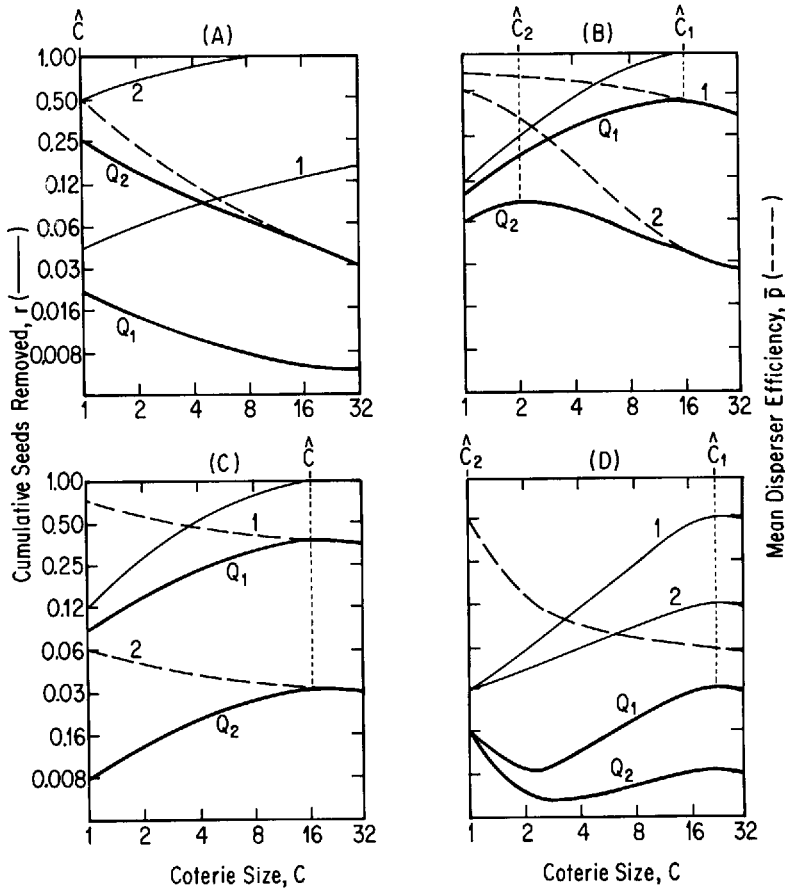 Ĉ
(A)
1.00
0.50
0.25
0.12
0.06
0.03
0.016
0.008
2
1
Q2
Q1
1 2 4 8 16 32
Ĉ2
(B)
Ĉ1
1
Q1
2
Q2
1 2 4 8 16 32
Cumulative Seeds Removed, r (——)
Mean Disperser Efficiency, p̄ (----)
(C)
Ĉ
1.00
0.50
0.25
0.12
0.06
0.03
0.16
0.008
1
Q1
2
Q2
1 2 4 8 16 32
Coterie Size, C
Ĉ2
(D)
Ĉ1
1
2
Q1
Q2
1 2 4 8 16 32
Coterie Size, C